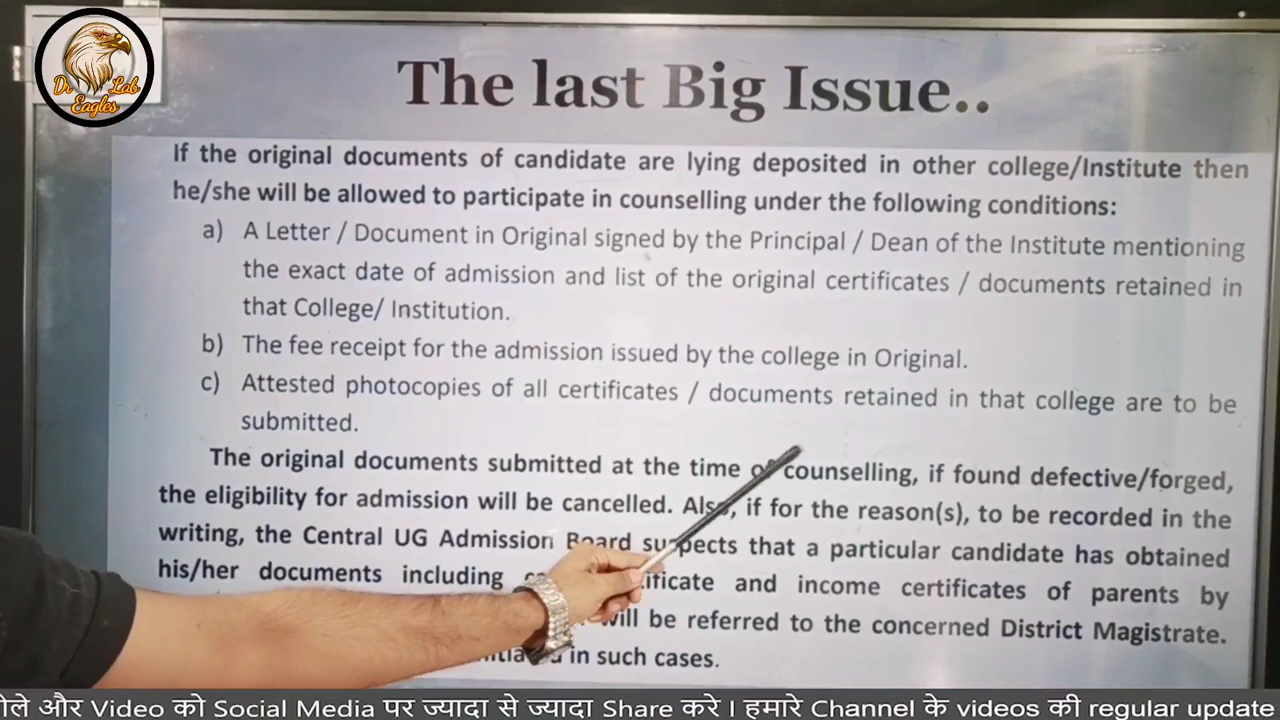 Dr Lab
Eagles
The last Big Issue..
If the original documents of candidate are lying deposited in other college/Institute then
he/she will be allowed to participate in counselling under the following conditions:
a) A Letter / Document in Original signed by the Principal / Dean of the Institute mentioning
the exact date of admission and list of the original certificates / documents retained in
that College/ Institution.
b) The fee receipt for the admission issued by the college in Original.
c) Attested photocopies of all certificates / documents retained in that college are to be
submitted.
The original documents submitted at the time of counselling, if found defective/forged,
the eligibility for admission will be cancelled. Also, if for the reason(s), to be recorded in the
writing, the Central UG Admission Board suspects that a particular candidate has obtained
his/her documents including and income certificates of parents by
will be referred to the concerned District Magistrate.
in such cases.
और Video को Social Media पर ज्यादा से ज्यादा Share करे । हमारे Channel के videos की regular update